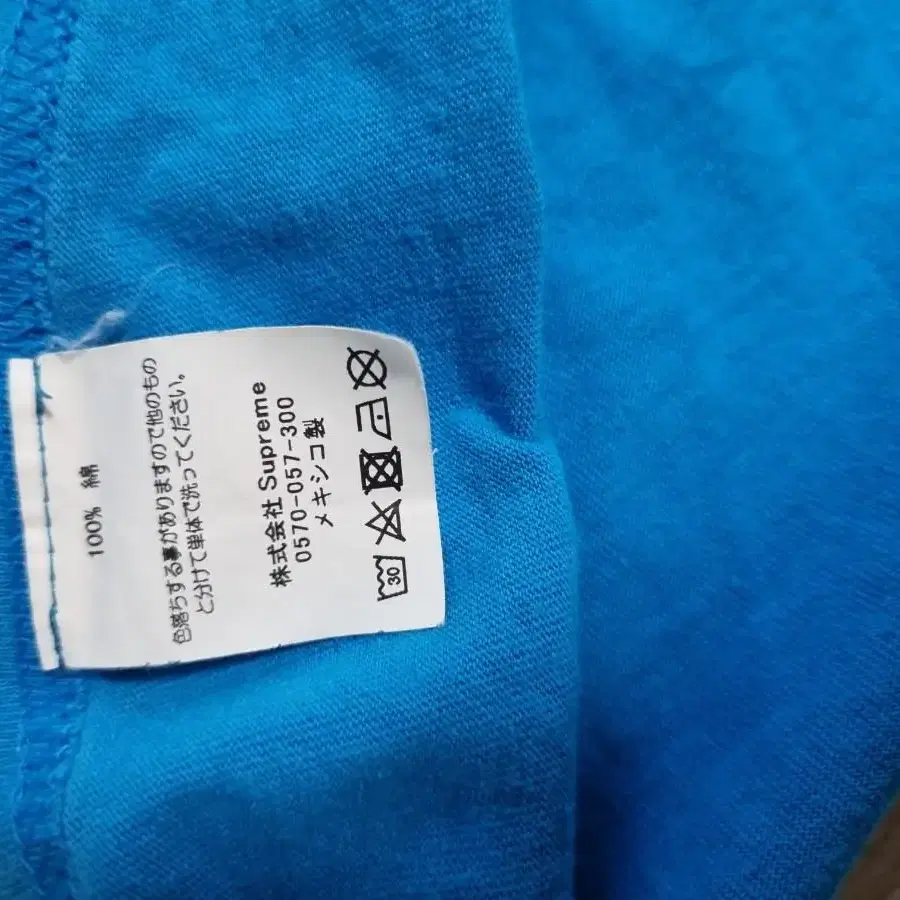 100% 綿
色落ちする事がありますので他のもの
と分けて単体で洗ってください。
株式会社 Supreme
0570-057-300
メキシコ製
30